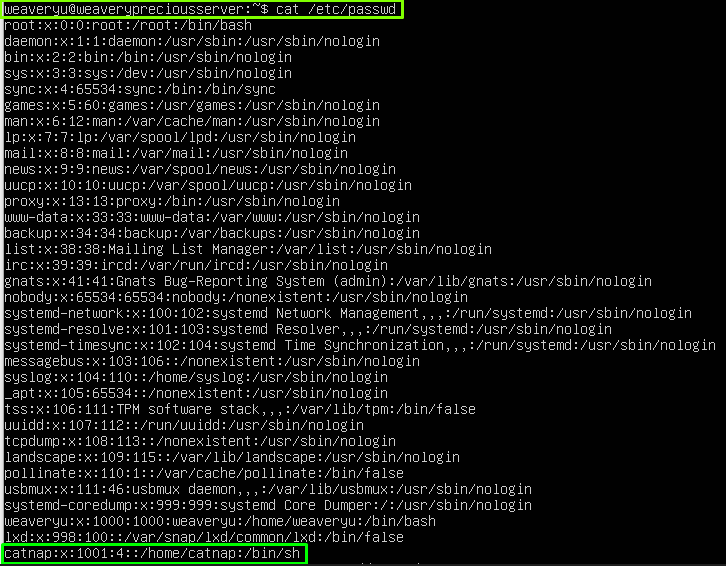 weaveryu@weaverypreciousserver:~$ cat /etc/passwd
root:x:0:0:root:/root:/bin/bash
daemon:x:1:1:daemon:/usr/sbin:/usr/sbin/nologin
bin:x:2:2:bin:/bin:/usr/sbin/nologin
sys:x:3:3:sys:/dev:/usr/sbin/nologin
sync:x:4:65534:sync:/bin:/bin/sync
games:x:5:60:games:/usr/games:/usr/sbin/nologin
man:x:6:12:man:/var/cache/man:/usr/sbin/nologin
lp:x:7:7:lp:/var/spool/lpd:/usr/sbin/nologin
mail:x:8:8:mail:/var/mail:/usr/sbin/nologin
news:x:9:9:news:/var/spool/news:/usr/sbin/nologin
uucp:x:10:10:uucp:/var/spool/uucp:/usr/sbin/nologin
proxy:x:13:13:proxy:/bin:/usr/sbin/nologin
www-data:x:33:33:www-data:/var/www:/usr/sbin/nologin
backup:x:34:34:backup:/var/backups:/usr/sbin/nologin
list:x:38:38:Mailing List Manager:/var/list:/usr/sbin/nologin
irc:x:39:39:ircd:/var/run/ircd:/usr/sbin/nologin
gnats:x:41:41:Gnats Bug-Reporting System (admin):/var/lib/gnats:/usr/sbin/nologin
nobody:x:65534:65534:nobody:/nonexistent:/usr/sbin/nologin
systemd-network:x:100:102:systemd Network Management,,,:/run/systemd:/usr/sbin/nologin
systemd-resolve:x:101:103:systemd Resolver,,,:/run/systemd:/usr/sbin/nologin
systemd-timesync:x:102:104:systemd Time Synchronization,,,:/run/systemd:/usr/sbin/nologin
messagebus:x:103:106::/nonexistent:/usr/sbin/nologin
syslog:x:104:110::/home/syslog:/usr/sbin/nologin
_apt:x:105:65534::/nonexistent:/usr/sbin/nologin
tss:x:106:111:TPM software stack,,,:/var/lib/tpm:/bin/false
uuidd:x:107:112::/run/uuidd:/usr/sbin/nologin
tcpdump:x:108:113::/nonexistent:/usr/sbin/nologin
landscape:x:109:115::/var/lib/landscape:/usr/sbin/nologin
pollinate:x:110:1::/var/cache/pollinate:/bin/false
usbmux:x:111:46:usbmux daemon,,,:/var/lib/usbmux:/usr/sbin/nologin
systemd-coredump:x:999:999:systemd Core Dumper:/:/usr/sbin/nologin
weaveryu:x:1000:1000:weaveryu:/home/weaveryu:/bin/bash
lxd:x:998:100::/var/snap/lxd/common/lxd:/bin/false
catnap:x:1001:4::/home/catnap:/bin/sh